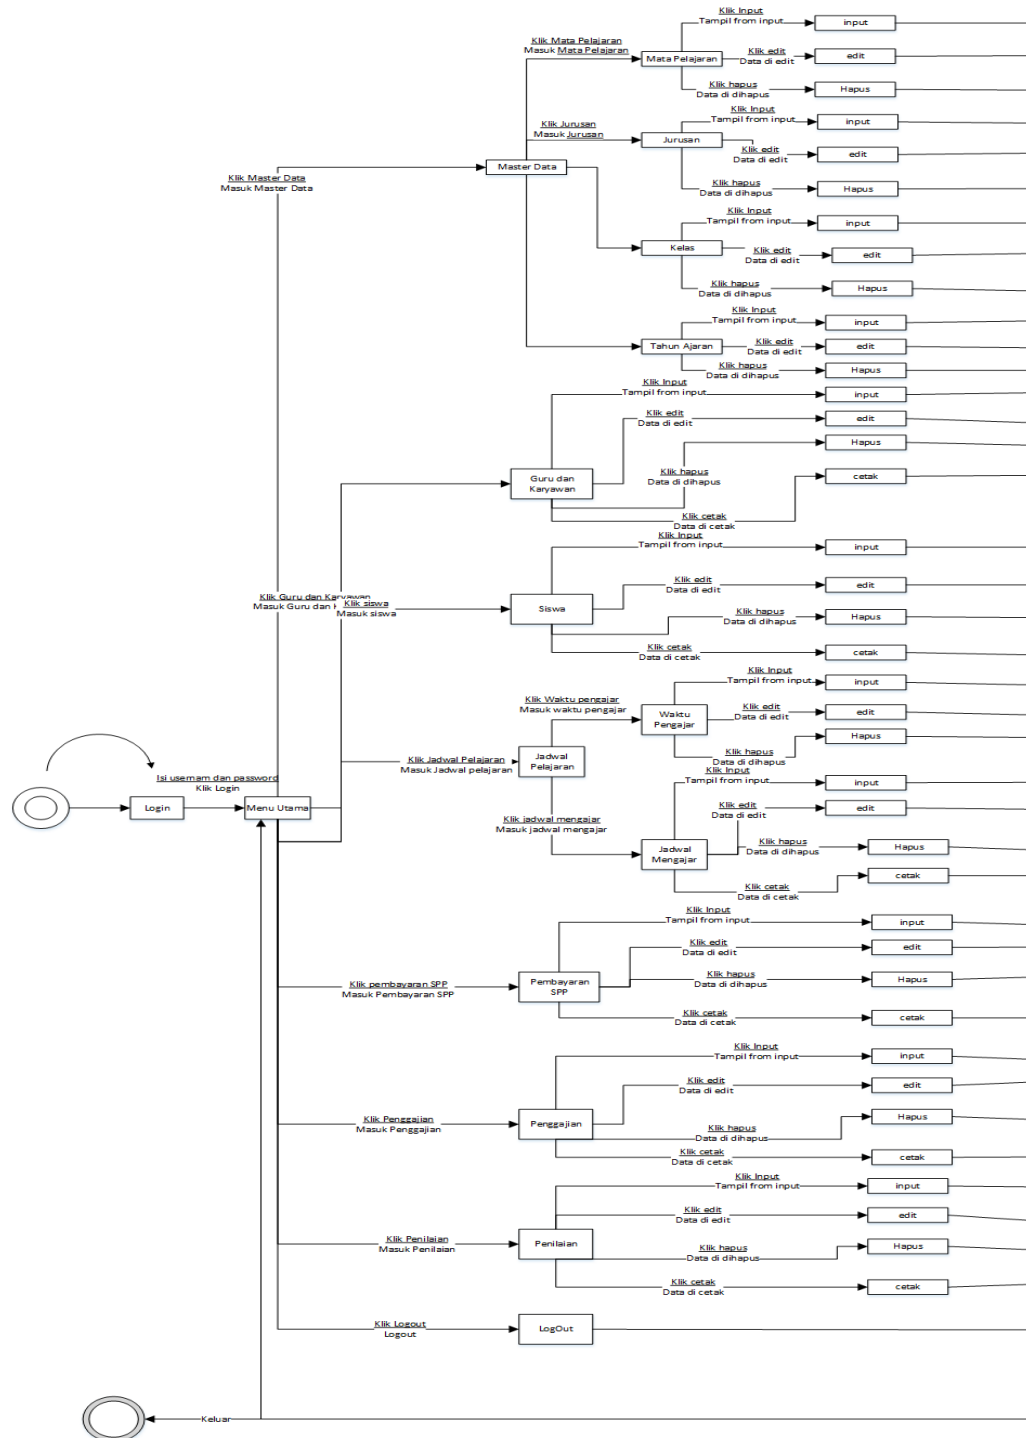 Klik Input
Tampil from input
input
Klik Mata Pelajaran
Masuk Mata Pelajaran
Mata Pelajaran
Klik edit
Data di edit
edit
Klik hapus
Data di dihapus
Hapus
Klik Input
Tampil from input
input
Klik Jurusan
Masuk Jurusan
Jurusan
Klik edit
Data di edit
edit
Master Data
Klik Master Data
Masuk Master Data
Klik hapus
Data di dihapus
Hapus
Klik Input
Tampil from input
input
Kelas
Klik edit
Data di edit
edit
Klik hapus
Data di dihapus
Hapus
Klik Input
Tampil from input
input
Tahun Ajaran
Klik edit
Data di edit
edit
Klik hapus
Data di dihapus
Hapus
Klik Input
Tampil from input
input
Klik edit
Data di edit
edit
Hapus
Guru dan
Karyawan
Klik hapus
Data di dihapus
cetak
Klik cetak
Data di cetak
Klik Input
Tampil from input
input
Klik edit
Data di edit
edit
Klik Guru dan Karyawan
Masuk Guru dan
Klik siswa
Masuk siswa
Siswa
Klik hapus
Data di dihapus
Hapus
Klik cetak
Data di cetak
cetak
Klik Input
Tampil from input
input
Klik Waktu pengajar
Masuk waktu pengajar
Waktu
Pengajar
Klik edit
Data di edit
edit
Hapus
Klik hapus
Data di dihapus
Klik Jadwal Pelajaran
Masuk Jadwal pelajaran
Jadwal
Pelajaran
Klik Input
Tampil from input
input
Isi usernam dan password
Klik Login
Login
Menu Utama
Klik edit
Data di edit
edit
Klik jadwal mengajar
Masuk jadwal mengajar
Jadwal
Mengajar
Klik hapus
Data di dihapus
Hapus
Klik cetak
Data di cetak
cetak
Klik Input
Tampil from input
input
Klik edit
Data di edit
edit
Klik pembayaran SPP
Masuk Pembayaran SPP
Pembayaran
SPP
Klik hapus
Data di dihapus
Hapus
Klik cetak
Data di cetak
cetak
Klik Input
Tampil from input
input
Klik edit
Data di edit
edit
Klik Penggajian
Masuk Penggajian
Penggajian
Klik hapus
Data di dihapus
Hapus
Klik cetak
Data di cetak
cetak
Klik Input
Tampil from input
input
Klik edit
Data di edit
edit
Klik Penilaian
Masuk Penilaian
Penilaian
Klik hapus
Data di dihapus
Hapus
Klik cetak
Data di cetak
cetak
Klik Logout
Logout
LogOut
Keluar